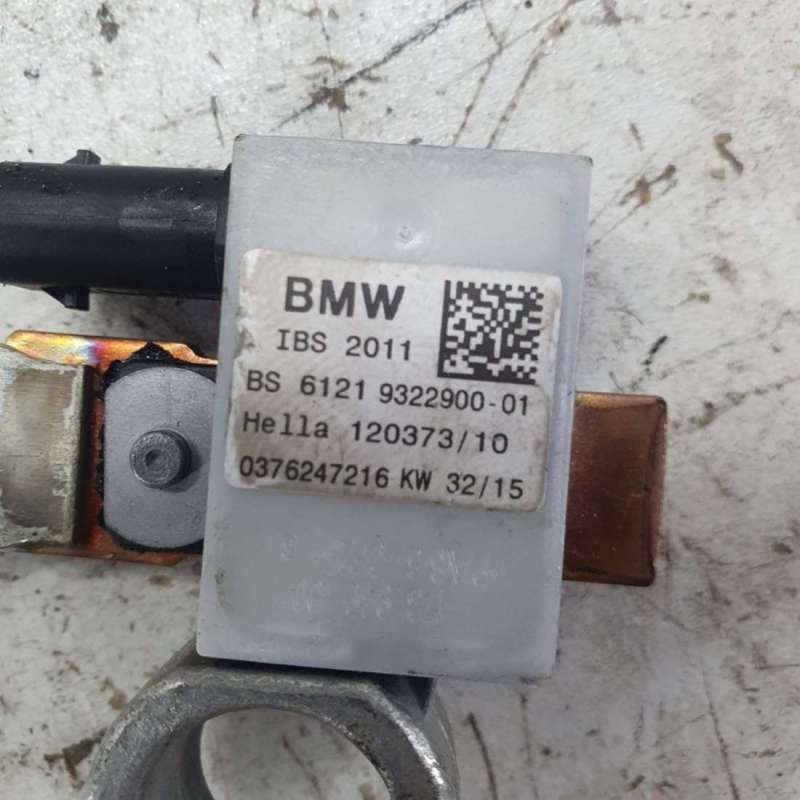 BMW
IBS 2011
BS 6121 9322900-01
Hella 120373/10
0376247216 KW 32/15